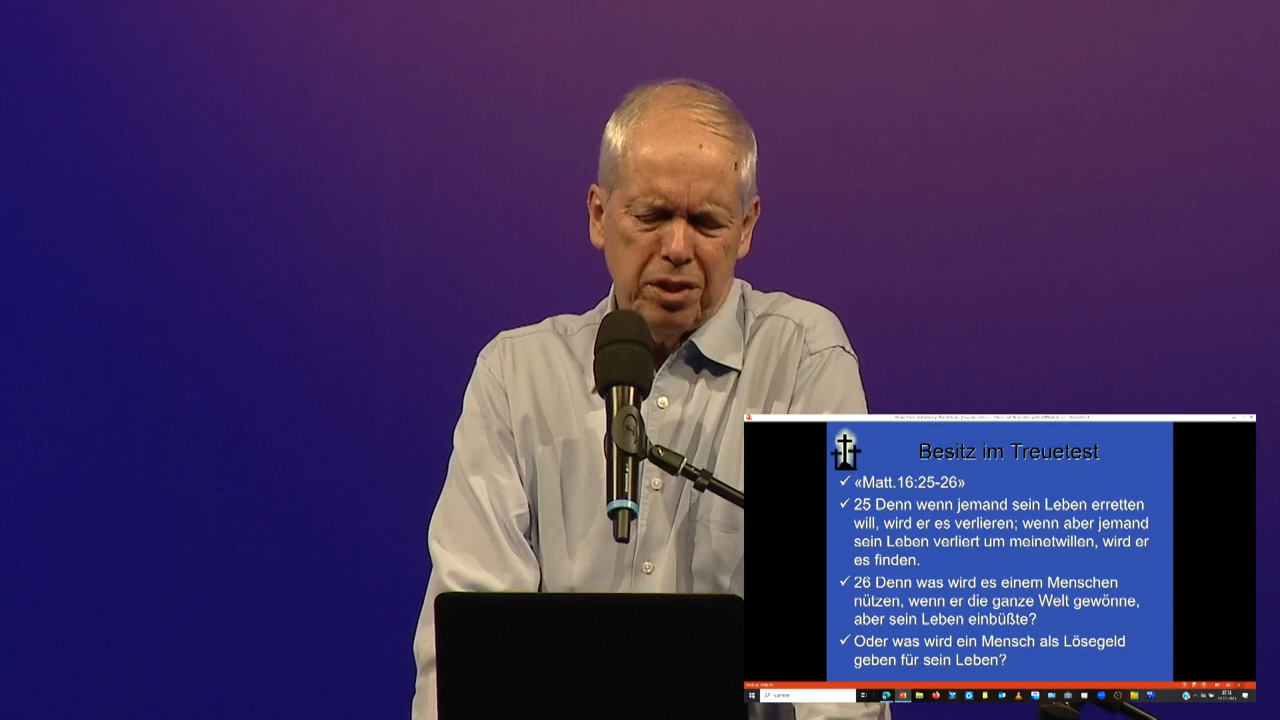 Besitz im Treuetest
«Matt.16:25-26»
25 Denn wenn jemand sein Leben erretten
will, wird er es verlieren; wenn aber jemand
sein Leben verliert um meinetwillen, wird er
es finden.
26 Denn was wird es einem Menschen
nützen, wenn er die ganze Welt gewönne,
aber sein Leben einbüßte?
Oder was wird ein Mensch als Lösegeld
geben für sein Leben?